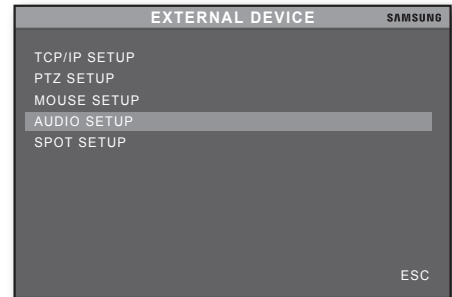 EXTERNAL DEVICE SAMSUNG
TCP/IP SETUP
PTZ SETUP
MOUSE SETUP
AUDIO SETUP
SPOT SETUP
ESC